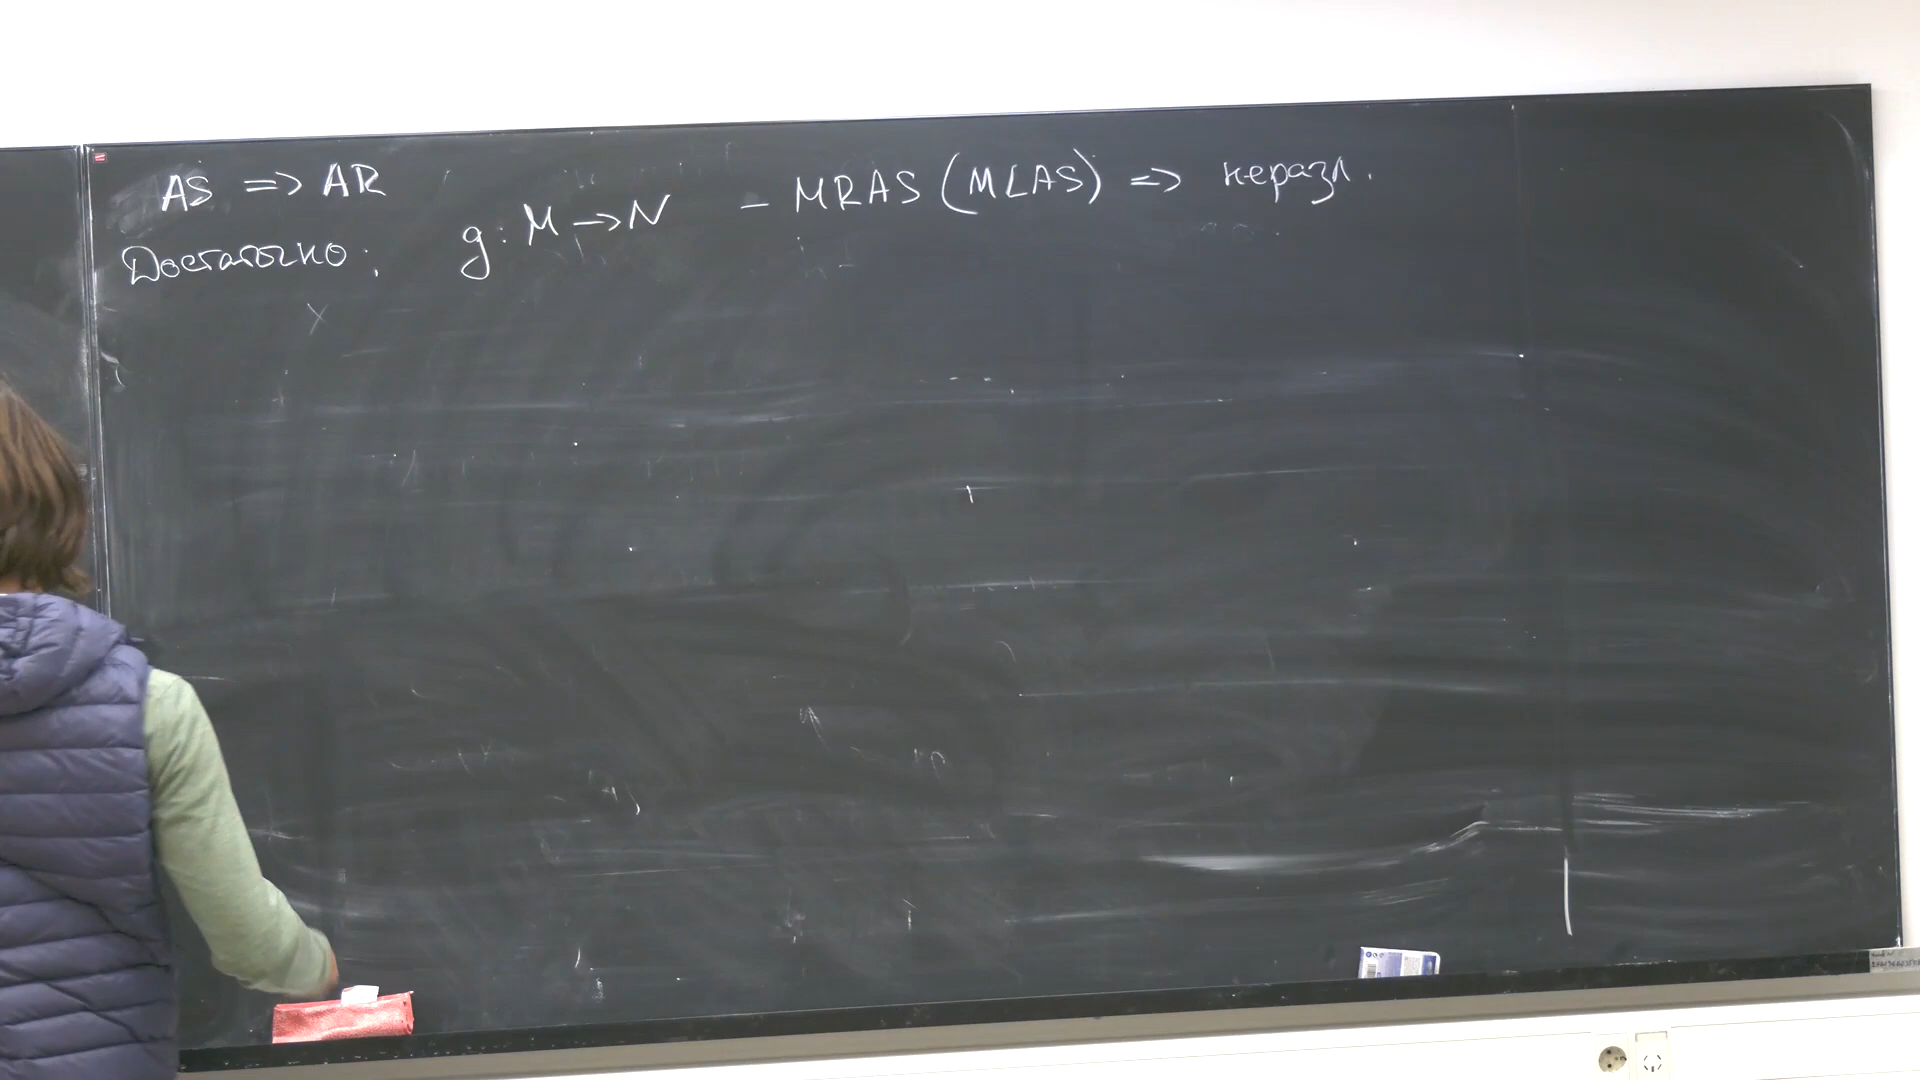 AS => AR
Достаточно: g: M → N – MRAS (MLAS) => неразл.